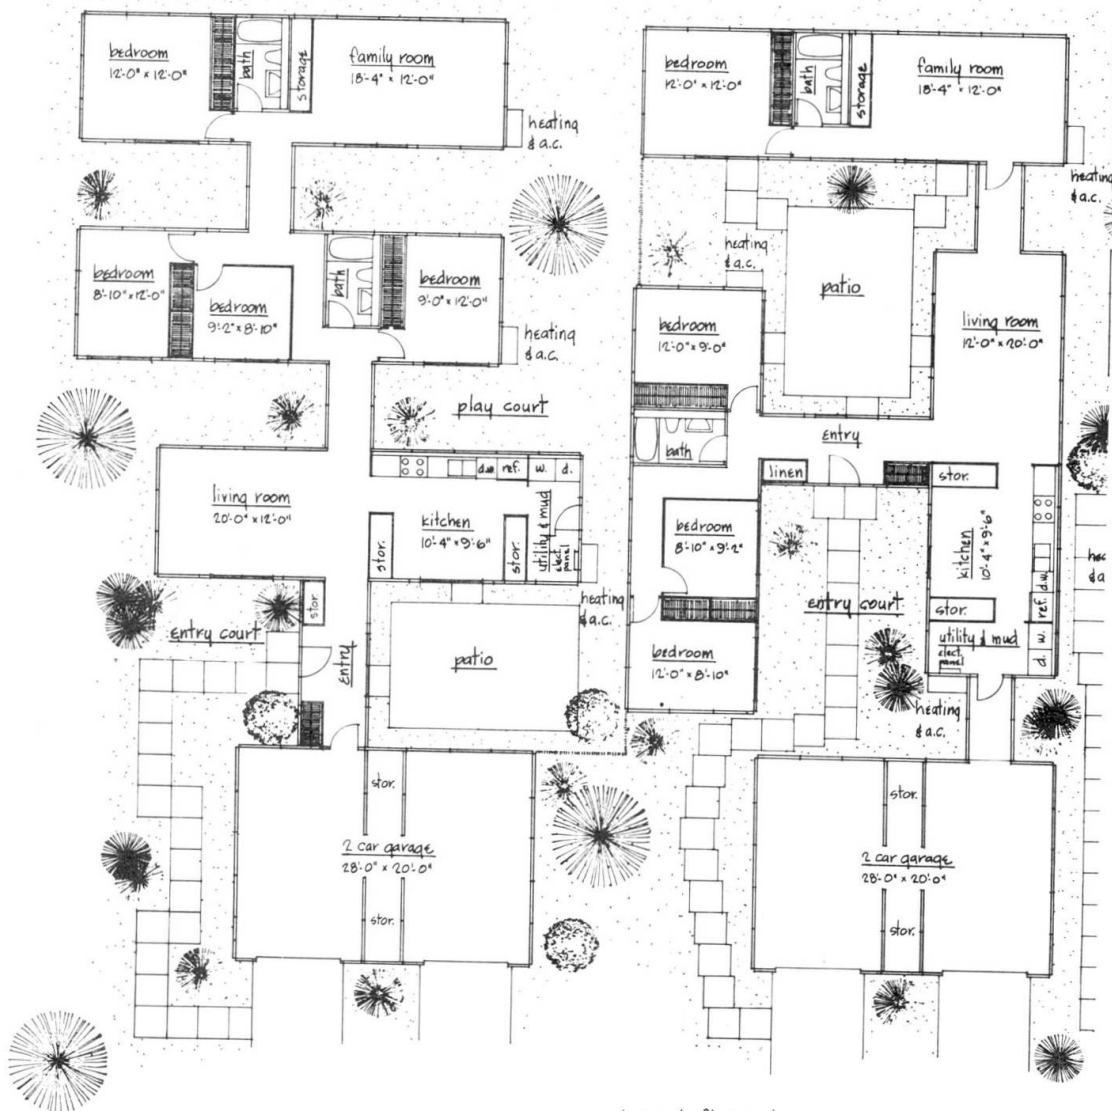 bedroom
12'-0" x 12'-0"
bath
storage
family room
18'-4" x 12'-0"
heating
& a.c.
bedroom
8'-10" x 12'-0"
bedroom
9'-2" x 8'-10"
bath
bedroom
9'-0" x 12'-0"
heating
& a.c.
play court
living room
20'-0" x 12'-0"
d.w.
ref.
w.
d.
kitchen
10'-4" x 9'-6"
stor.
stor.
utility & mud
elect.
panel
heating
& a.c.
entry court
stor.
entry
patio
stor.
2 car garage
28'-0" x 20'-0"
stor.
bedroom
12'-0" x 12'-0"
bath
storage
family room
18'-4" x 12'-0"
heating
& a.c.
heating
& a.c.
patio
bedroom
12'-0" x 9'-0"
living room
12'-0" x 20'-0"
bath
entry
linen
stor.
bedroom
8'-10" x 9'-2"
kitchen
10'-4" x 9'-6"
entry court
stor.
d.w.
ref.
w.
d.
utility & mud
elect.
panel
bedroom
12'-0" x 8'-10"
heating
& a.c.
stor.
2 car garage
28'-0" x 20'-0"
stor.